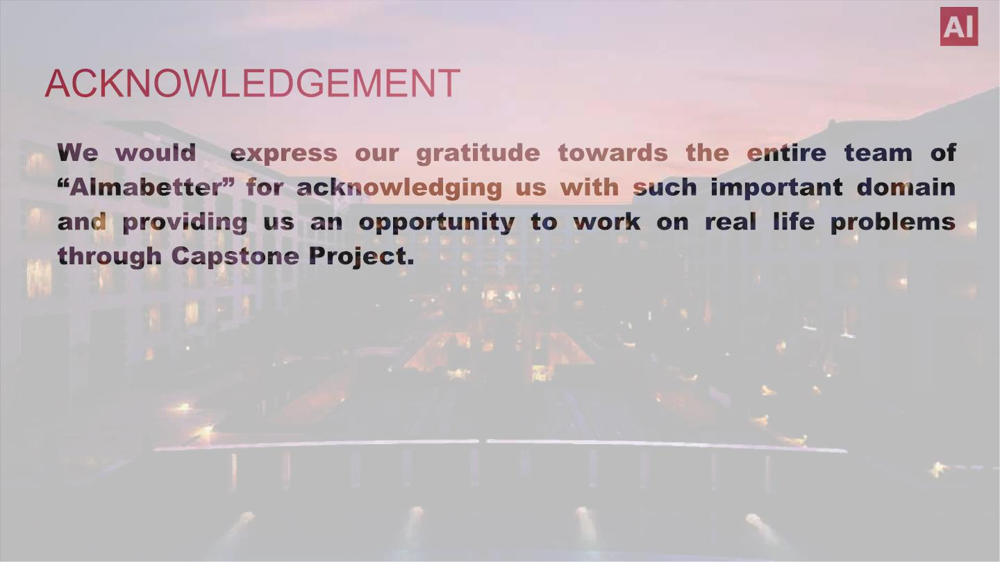 AI
ACKNOWLEDGEMENT
We would express our gratitude towards the entire team of
“Almabetter” for acknowledging us with such important domain
and providing us an opportunity to work on real life problems
through Capstone Project.